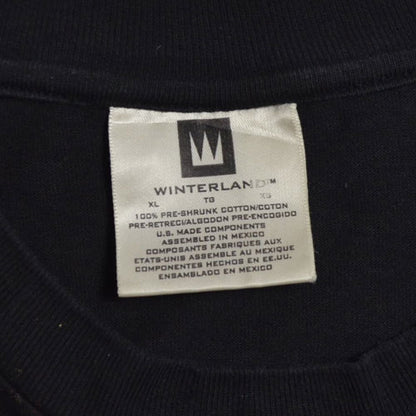 W
WINTERLAND™
XL TG XG
100% PRE-SHRUNK COTTON/COTON
PRE-RETRECI/ALGODON PRE-ENCOGIDO
U.S. MADE COMPONENTS
ASSEMBLED IN MEXICO
COMPOSANTS FABRIQUES AUX
ETATS-UNIS ASSEMBLE AU MEXIQUE
COMPONENTES HECHOS EN EE.UU.
ENSAMBLADO EN MEXICO